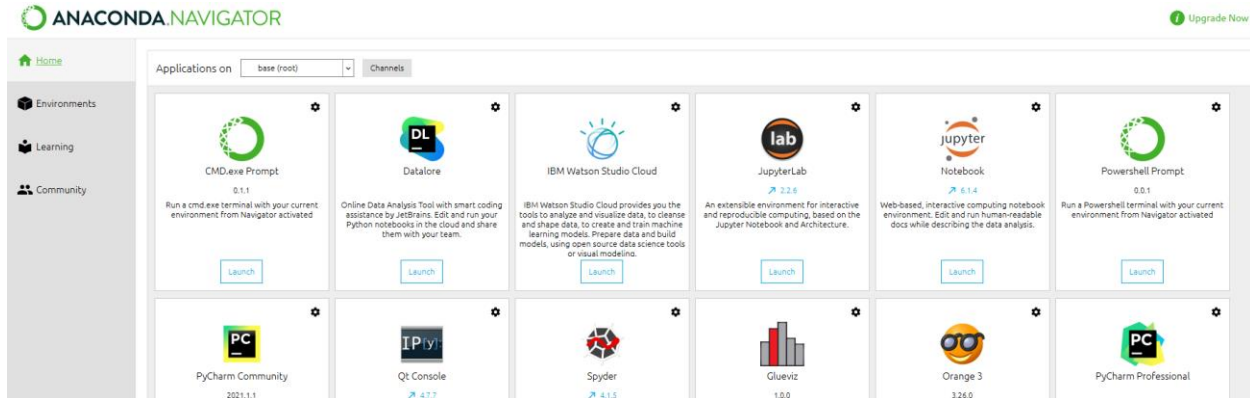 ANACONDA.NAVIGATOR
Upgrade Now
Home
Applications on base (root) Channels
Environments
Learning
Community
CMD.exe Prompt
0.1.1
Run a cmd.exe terminal with your current
environment from Navigator activated
Launch
DL
Datalore
Online Data Analysis Tool with smart coding
assistance by JetBrains. Edit and run your
Python notebooks in the cloud and share
them with your team.
Launch
IBM Watson Studio Cloud
IBM Watson Studio Cloud provides you the
tools to analyze and visualize data, to cleanse
and shape data, to create and train machine
learning models. Prepare data and build
models, using open source data science tools
or visual modeling.
Launch
lab
JupyterLab
2.2.6
An extensible environment for interactive
and reproducible computing, based on the
Jupyter Notebook and Architecture.
Launch
jupyter
Notebook
6.1.4
Web-based, interactive computing notebook
environment. Edit and run human-readable
docs while describing the data analysis.
Launch
Powershell Prompt
0.0.1
Run a Powershell terminal with your current
environment from Navigator activated
Launch
PC
PyCharm Community
2021.1.1
IP[y]:
Qt Console
4.7.7
Spyder
4.1.5
Glueviz
1.0.0
Orange 3
3.26.0
PC
PyCharm Professional